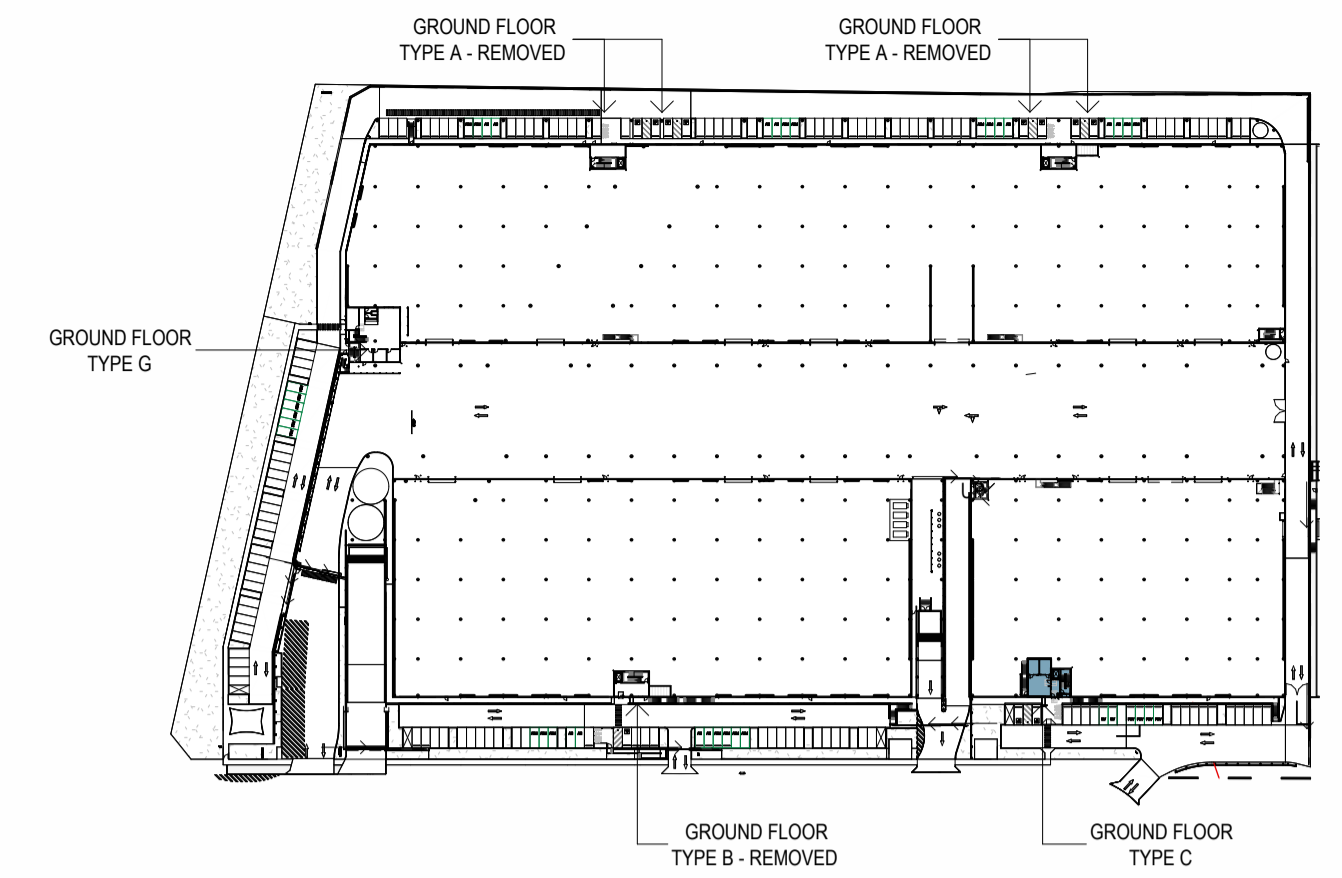 GROUND FLOOR
TYPE A - REMOVED
GROUND FLOOR
TYPE A - REMOVED
GROUND FLOOR
TYPE G
GROUND FLOOR
TYPE B - REMOVED
GROUND FLOOR
TYPE C